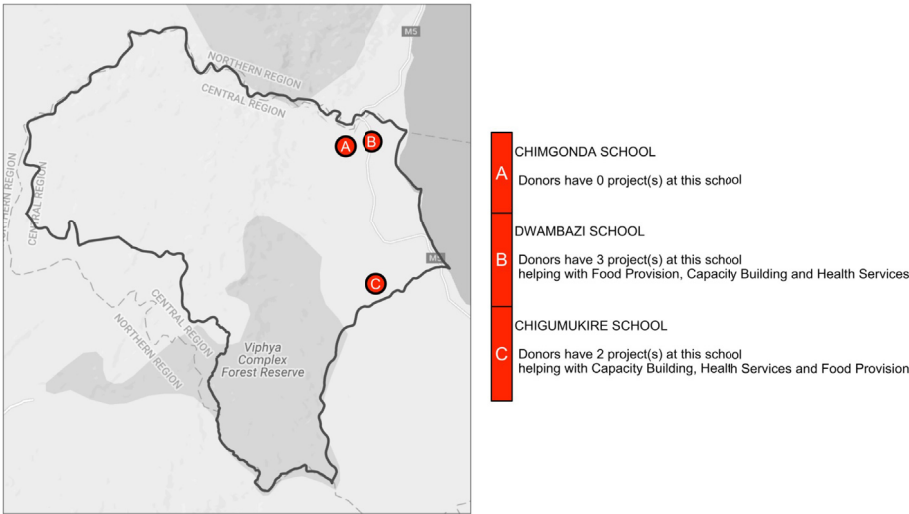 M5
NORTHERN REGION
CENTRAL REGION
A
B
NORTHERN REGION
CENTRAL REGION
M5
C
CENTRAL REGION
NORTHERN REGION
Viphya
Complex
Forest Reserve
A
CHIMGONDA SCHOOL
Donors have 0 project(s) at this school
B
DWAMBAZI SCHOOL
Donors have 3 project(s) at this school
helping with Food Provision, Capacity Building and Health Services
C
CHIGUMUKIRE SCHOOL
Donors have 2 project(s) at this school
helping with Capacity Building, Health Services and Food Provision